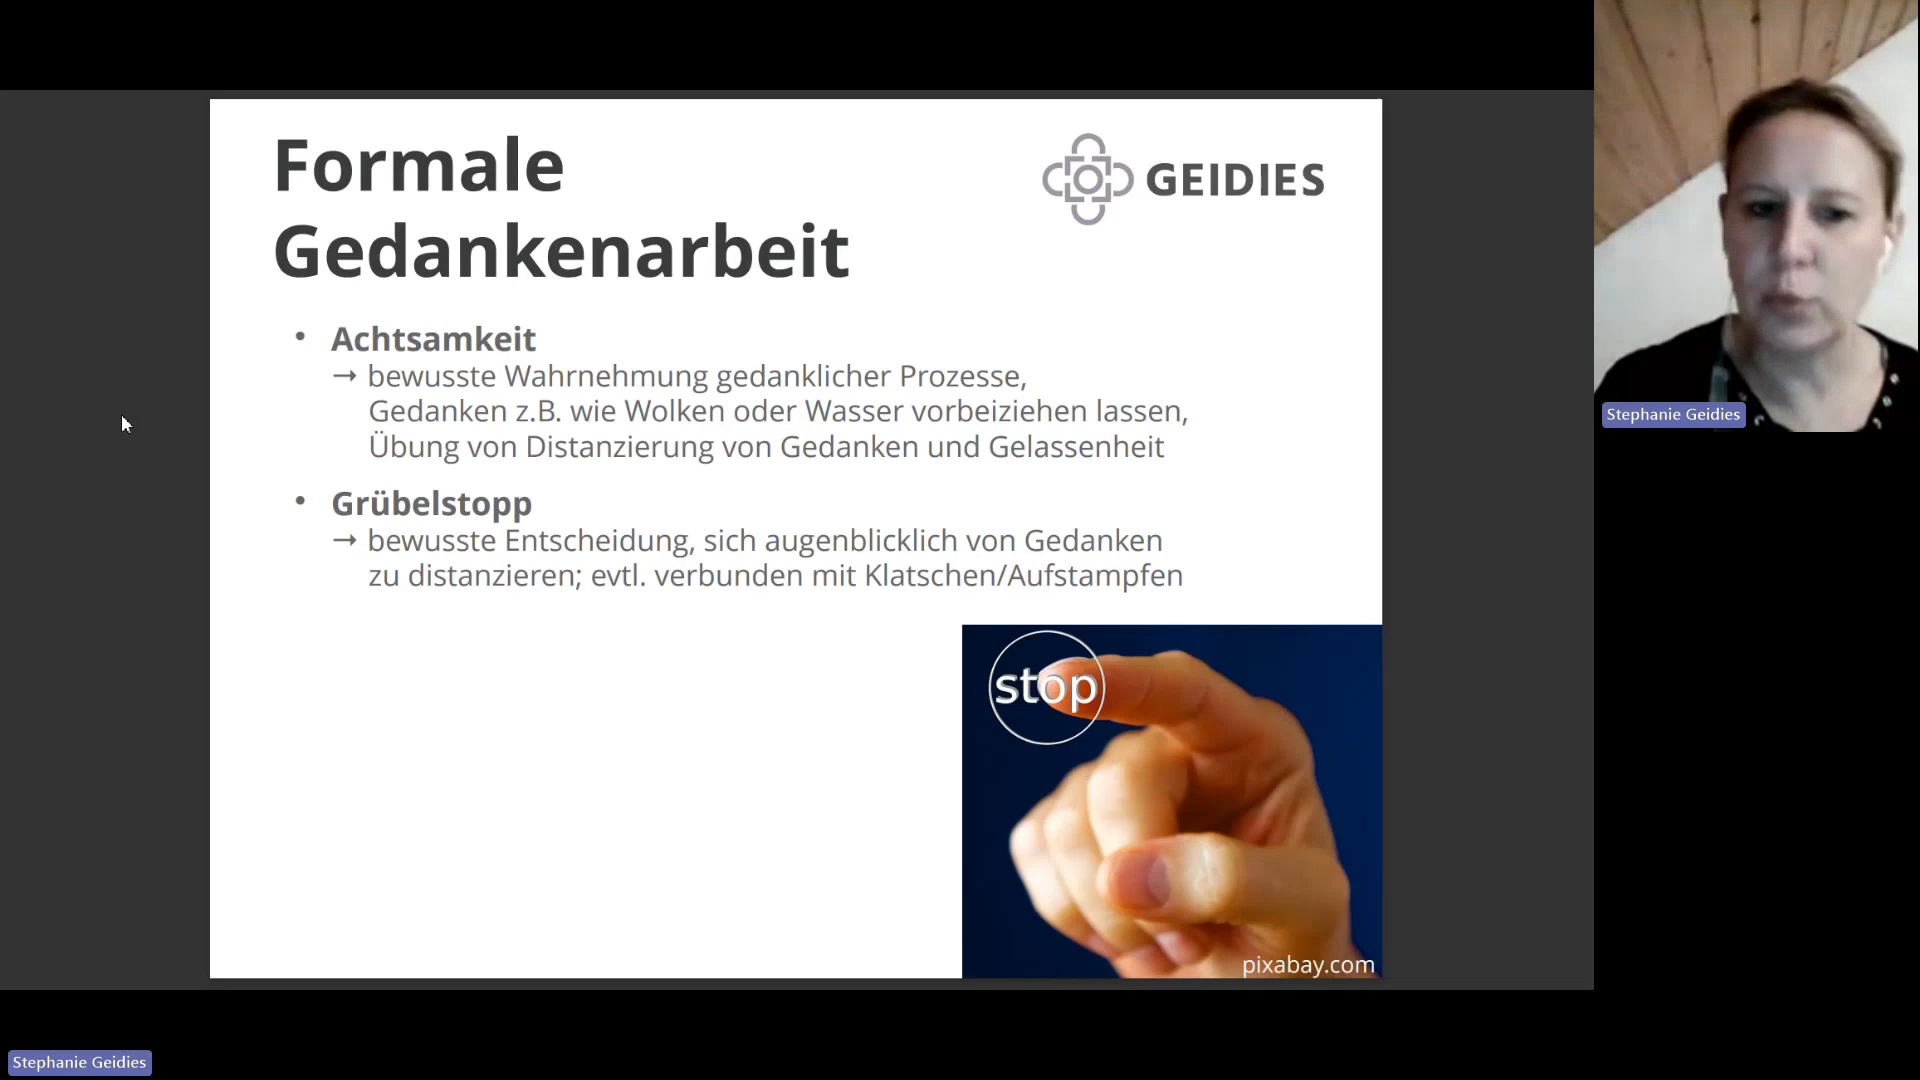 Formale
Gedankenarbeit
GEIDIES
• Achtsamkeit
→ bewusste Wahrnehmung gedanklicher Prozesse,
Gedanken z.B. wie Wolken oder Wasser vorbeiziehen lassen,
Übung von Distanzierung von Gedanken und Gelassenheit
• Grübelstopp
→ bewusste Entscheidung, sich augenblicklich von Gedanken
zu distanzieren; evtl. verbunden mit Klatschen/Aufstampfen
stop
pixabay.com
Stephanie Geidies
Stephanie Geidies